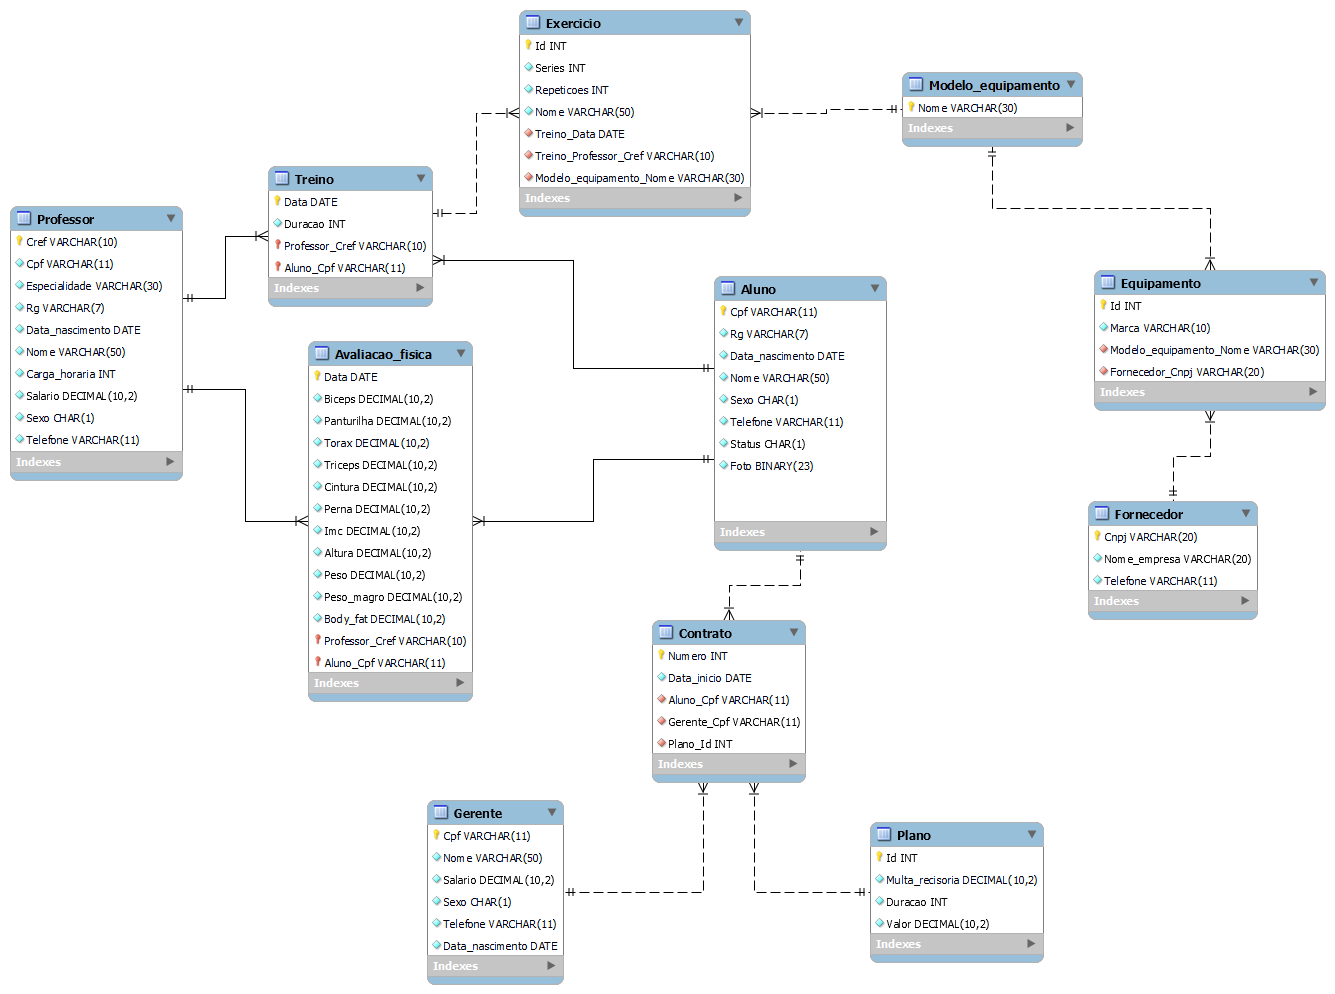 Exercicio
Id INT
Series INT
Repeticoes INT
Nome VARCHAR(50)
Treino_Data DATE
Treino_Professor_Cref VARCHAR(10)
Modelo_equipamento_Nome VARCHAR(30)
Indexes
Modelo_equipamento
Nome VARCHAR(30)
Indexes
Treino
Data DATE
Duracao INT
Professor_Cref VARCHAR(10)
Aluno_Cpf VARCHAR(11)
Indexes
Professor
Cref VARCHAR(10)
Cpf VARCHAR(11)
Especialidade VARCHAR(30)
Rg VARCHAR(7)
Data_nascimento DATE
Nome VARCHAR(50)
Carga_horaria INT
Salario DECIMAL(10,2)
Sexo CHAR(1)
Telefone VARCHAR(11)
Indexes
Aluno
Cpf VARCHAR(11)
Rg VARCHAR(7)
Data_nascimento DATE
Nome VARCHAR(50)
Sexo CHAR(1)
Telefone VARCHAR(11)
Status CHAR(1)
Foto BINARY(23)
Indexes
Equipamento
Id INT
Marca VARCHAR(10)
Modelo_equipamento_Nome VARCHAR(30)
Fornecedor_Cnpj VARCHAR(20)
Indexes
Avaliacao_fisica
Data DATE
Biceps DECIMAL(10,2)
Panturilha DECIMAL(10,2)
Torax DECIMAL(10,2)
Triceps DECIMAL(10,2)
Cintura DECIMAL(10,2)
Perna DECIMAL(10,2)
Imc DECIMAL(10,2)
Altura DECIMAL(10,2)
Peso DECIMAL(10,2)
Peso_magro DECIMAL(10,2)
Body_fat DECIMAL(10,2)
Professor_Cref VARCHAR(10)
Aluno_Cpf VARCHAR(11)
Indexes
Fornecedor
Cnpj VARCHAR(20)
Nome_empresa VARCHAR(20)
Telefone VARCHAR(11)
Indexes
Contrato
Numero INT
Data_inicio DATE
Aluno_Cpf VARCHAR(11)
Gerente_Cpf VARCHAR(11)
Plano_Id INT
Indexes
Gerente
Cpf VARCHAR(11)
Nome VARCHAR(50)
Salario DECIMAL(10,2)
Sexo CHAR(1)
Telefone VARCHAR(11)
Data_nascimento DATE
Indexes
Plano
Id INT
Multa_recisoria DECIMAL(10,2)
Duracao INT
Valor DECIMAL(10,2)
Indexes